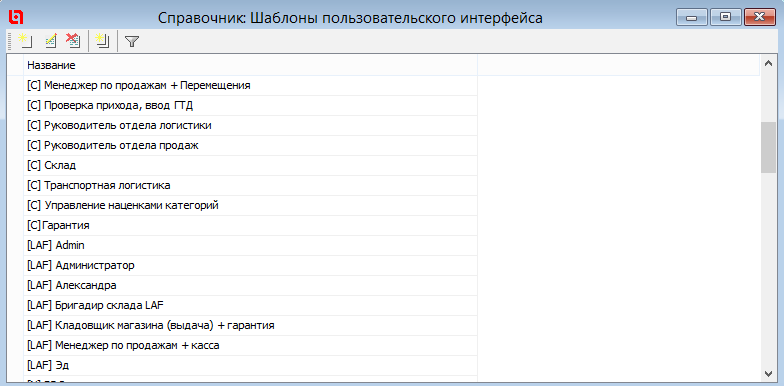 Справочник: Шаблоны пользовательского интерфейса
Название
[C] Менеджер по продажам + Перемещения
[C] Проверка прихода, ввод ГТД
[C] Руководитель отдела логистики
[C] Руководитель отдела продаж
[C] Склад
[C] Транспортная логистика
[C] Управление наценками категорий
[C]Гарантия
[LAF] Admin
[LAF] Администратор
[LAF] Александра
[LAF] Бригадир склада LAF
[LAF] Кладовщик магазина (выдача) + гарантия
[LAF] Менеджер по продажам + касса
[LAF] Эд